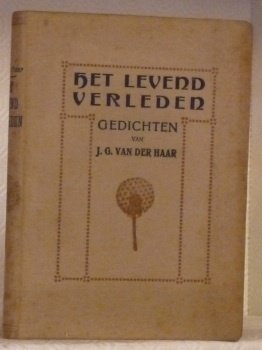 HET LEVEND
VERLEDEN
GEDICHTEN
VAN
J. G. VAN DER HAAR